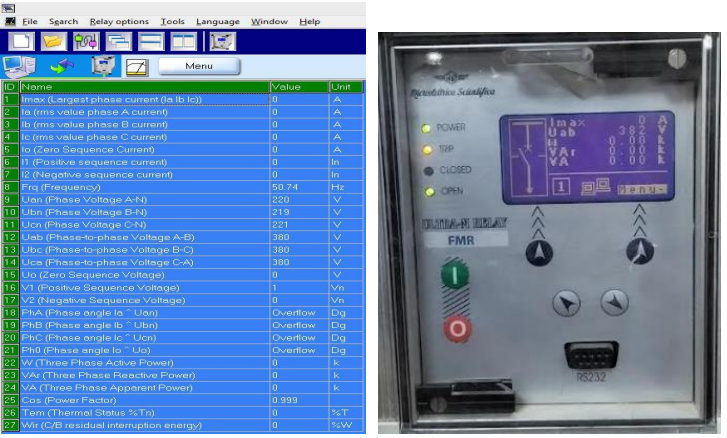 File Search Relay options Tools Language Window Help
Menu
ID Name Value Unit
1 Imax (Largest phase current (Ia Ib Ic)) 0 A
2 Ia (rms value phase A current) 0 A
3 Ib (rms value phase B current) 0 A
4 Ic (rms value phase C current) 0 A
5 Io (Zero Sequence Current) 0 A
6 I1 (Positive sequence current) 0 In
7 I2 (Negative sequence current) 0 In
8 Frq (Frequency) 50.74 Hz
9 Uan (Phase Voltage A-N) 220 V
10 Ubn (Phase Voltage B-N) 219 V
11 Ucn (Phase Voltage C-N) 221 V
12 Uab (Phase-to-phase Voltage A-B) 380 V
13 Ubc (Phase-to-phase Voltage B-C) 380 V
14 Uca (Phase-to-phase Voltage C-A) 380 V
15 Uo (Zero Sequence Voltage) 0 V
16 V1 (Positive Sequence Voltage) 1 Vn
17 V2 (Negative Sequence Voltage) 0 Vn
18 PhA (Phase angle Ia ^ Uan) Overflow Dg
19 PhB (Phase angle Ib ^ Ubn) Overflow Dg
20 PhC (Phase angle Ic ^ Ucn) Overflow Dg
21 Ph0 (Phase angle Io ^ Uo) Overflow Dg
22 W (Three Phase Active Power) 0 k
23 VAr (Three Phase Reactive Power) 0 k
24 VA (Three Phase Apparent Power) 0 k
25 Cos (Power Factor) 0.999
26 Tem (Thermal Status %Tn) 0 %T
27 Wir (C/B residual interruption energy) 0 %W
Microelettrica Scientifica
POWER
TRIP
CLOSED
OPEN
Imax 0 A
Uab 382 V
W 0.00 k
VAr 0.00 k
VA 0.00 k
1 Menu
ULTRA-M RELAY
FMR
I
O
RS232